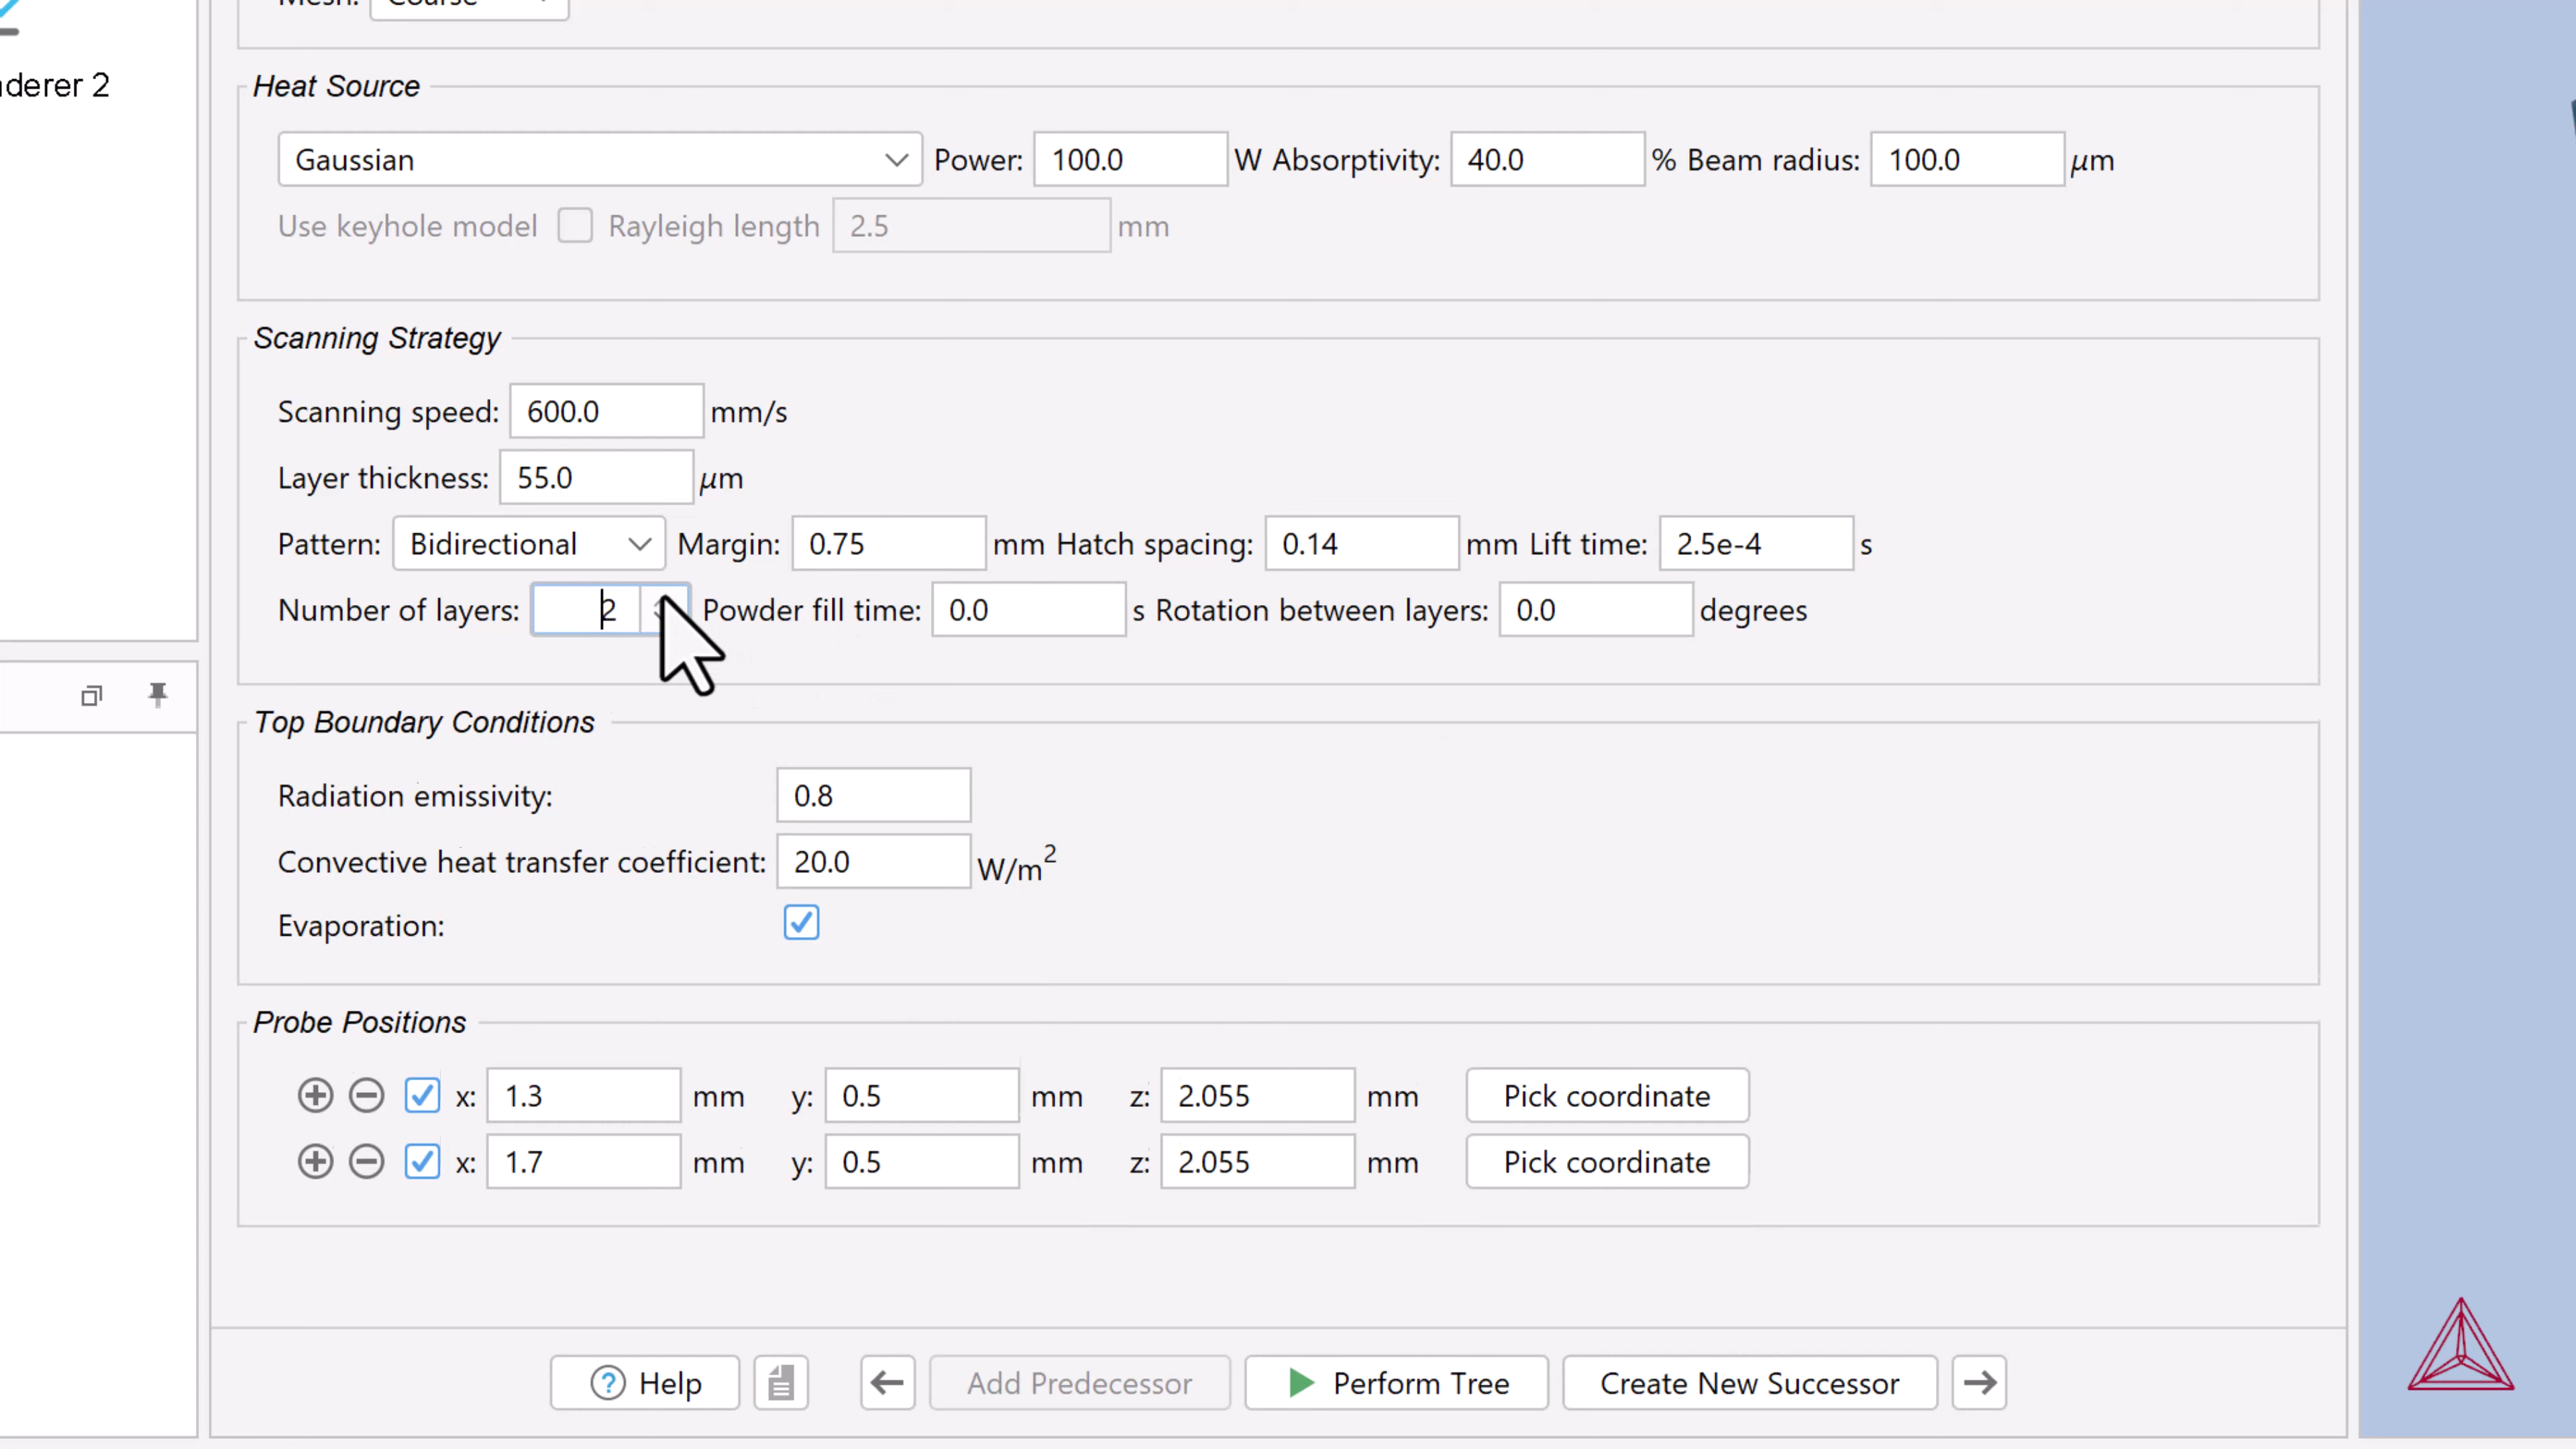 Mesh: Course
derer 2
Heat Source
Gaussian Power: 100.0 W Absorptivity: 40.0 % Beam radius: 100.0 μm
Use keyhole model Rayleigh length 2.5 mm
Scanning Strategy
Scanning speed: 600.0 mm/s
Layer thickness: 55.0 μm
Pattern: Bidirectional Margin: 0.75 mm Hatch spacing: 0.14 mm Lift time: 2.5e-4 s
Number of layers: 2 Powder fill time: 0.0 s Rotation between layers: 0.0 degrees
Top Boundary Conditions
Radiation emissivity: 0.8
Convective heat transfer coefficient: 20.0 W/m²
Evaporation:
Probe Positions
x: 1.3 mm y: 0.5 mm z: 2.055 mm Pick coordinate
x: 1.7 mm y: 0.5 mm z: 2.055 mm Pick coordinate
? Help Add Predecessor Perform Tree Create New Successor